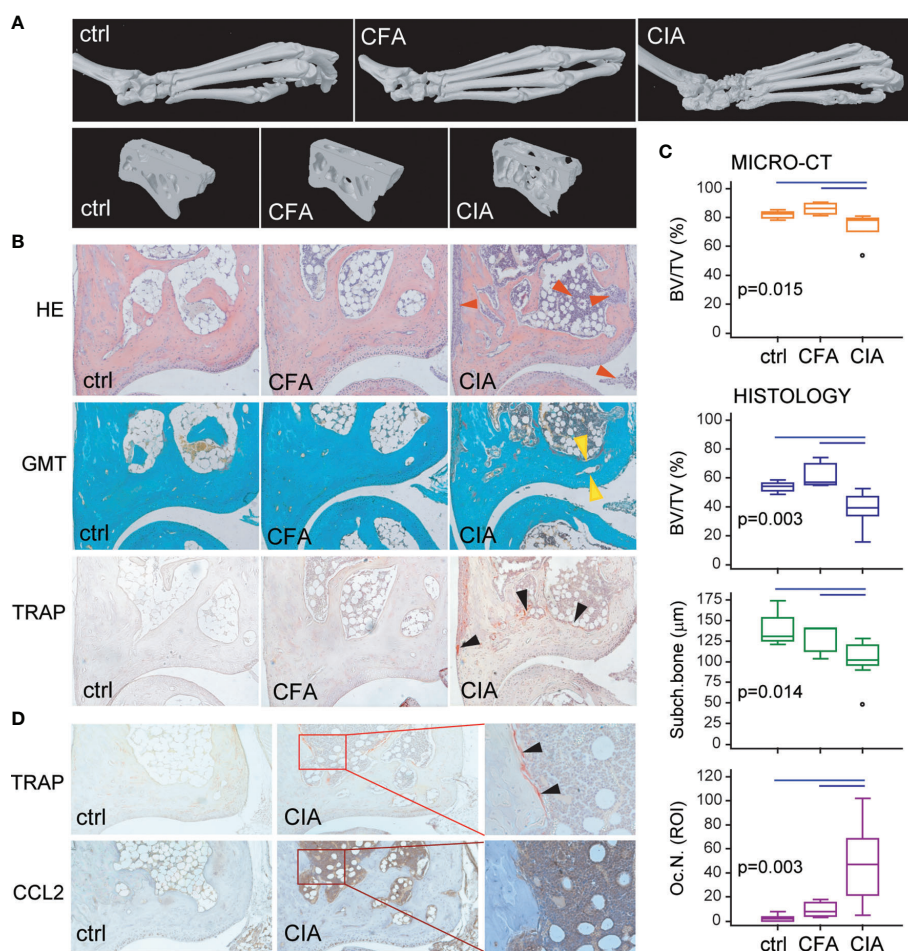 A
ctrl
CFA
CIA
ctrl
CFA
CIA
B
HE
ctrl
CFA
CIA
GMT
ctrl
CFA
CIA
TRAP
ctrl
CFA
CIA
D
TRAP
ctrl
CIA
CCL2
ctrl
CIA
C
MICRO-CT
BV/TV (%)
100
80
60
40
20
0
p=0.015
ctrl CFA CIA
HISTOLOGY
BV/TV (%)
100
80
60
40
20
0
p=0.003
Subch.bone (μm)
175
150
125
100
75
50
25
0
p=0.014
Oc.N. (ROI)
120
100
80
60
40
20
0
p=0.003
ctrl CFA CIA